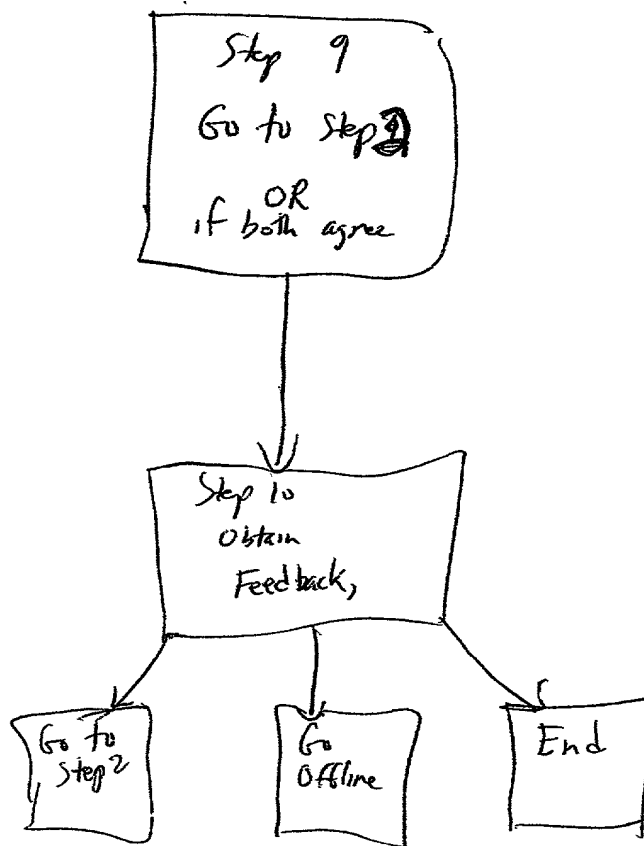 Step 9
Go to Step
OR
if both agree
Step 10
Obtain
Feedback,
Go to
Step 2
Go
Offline
End